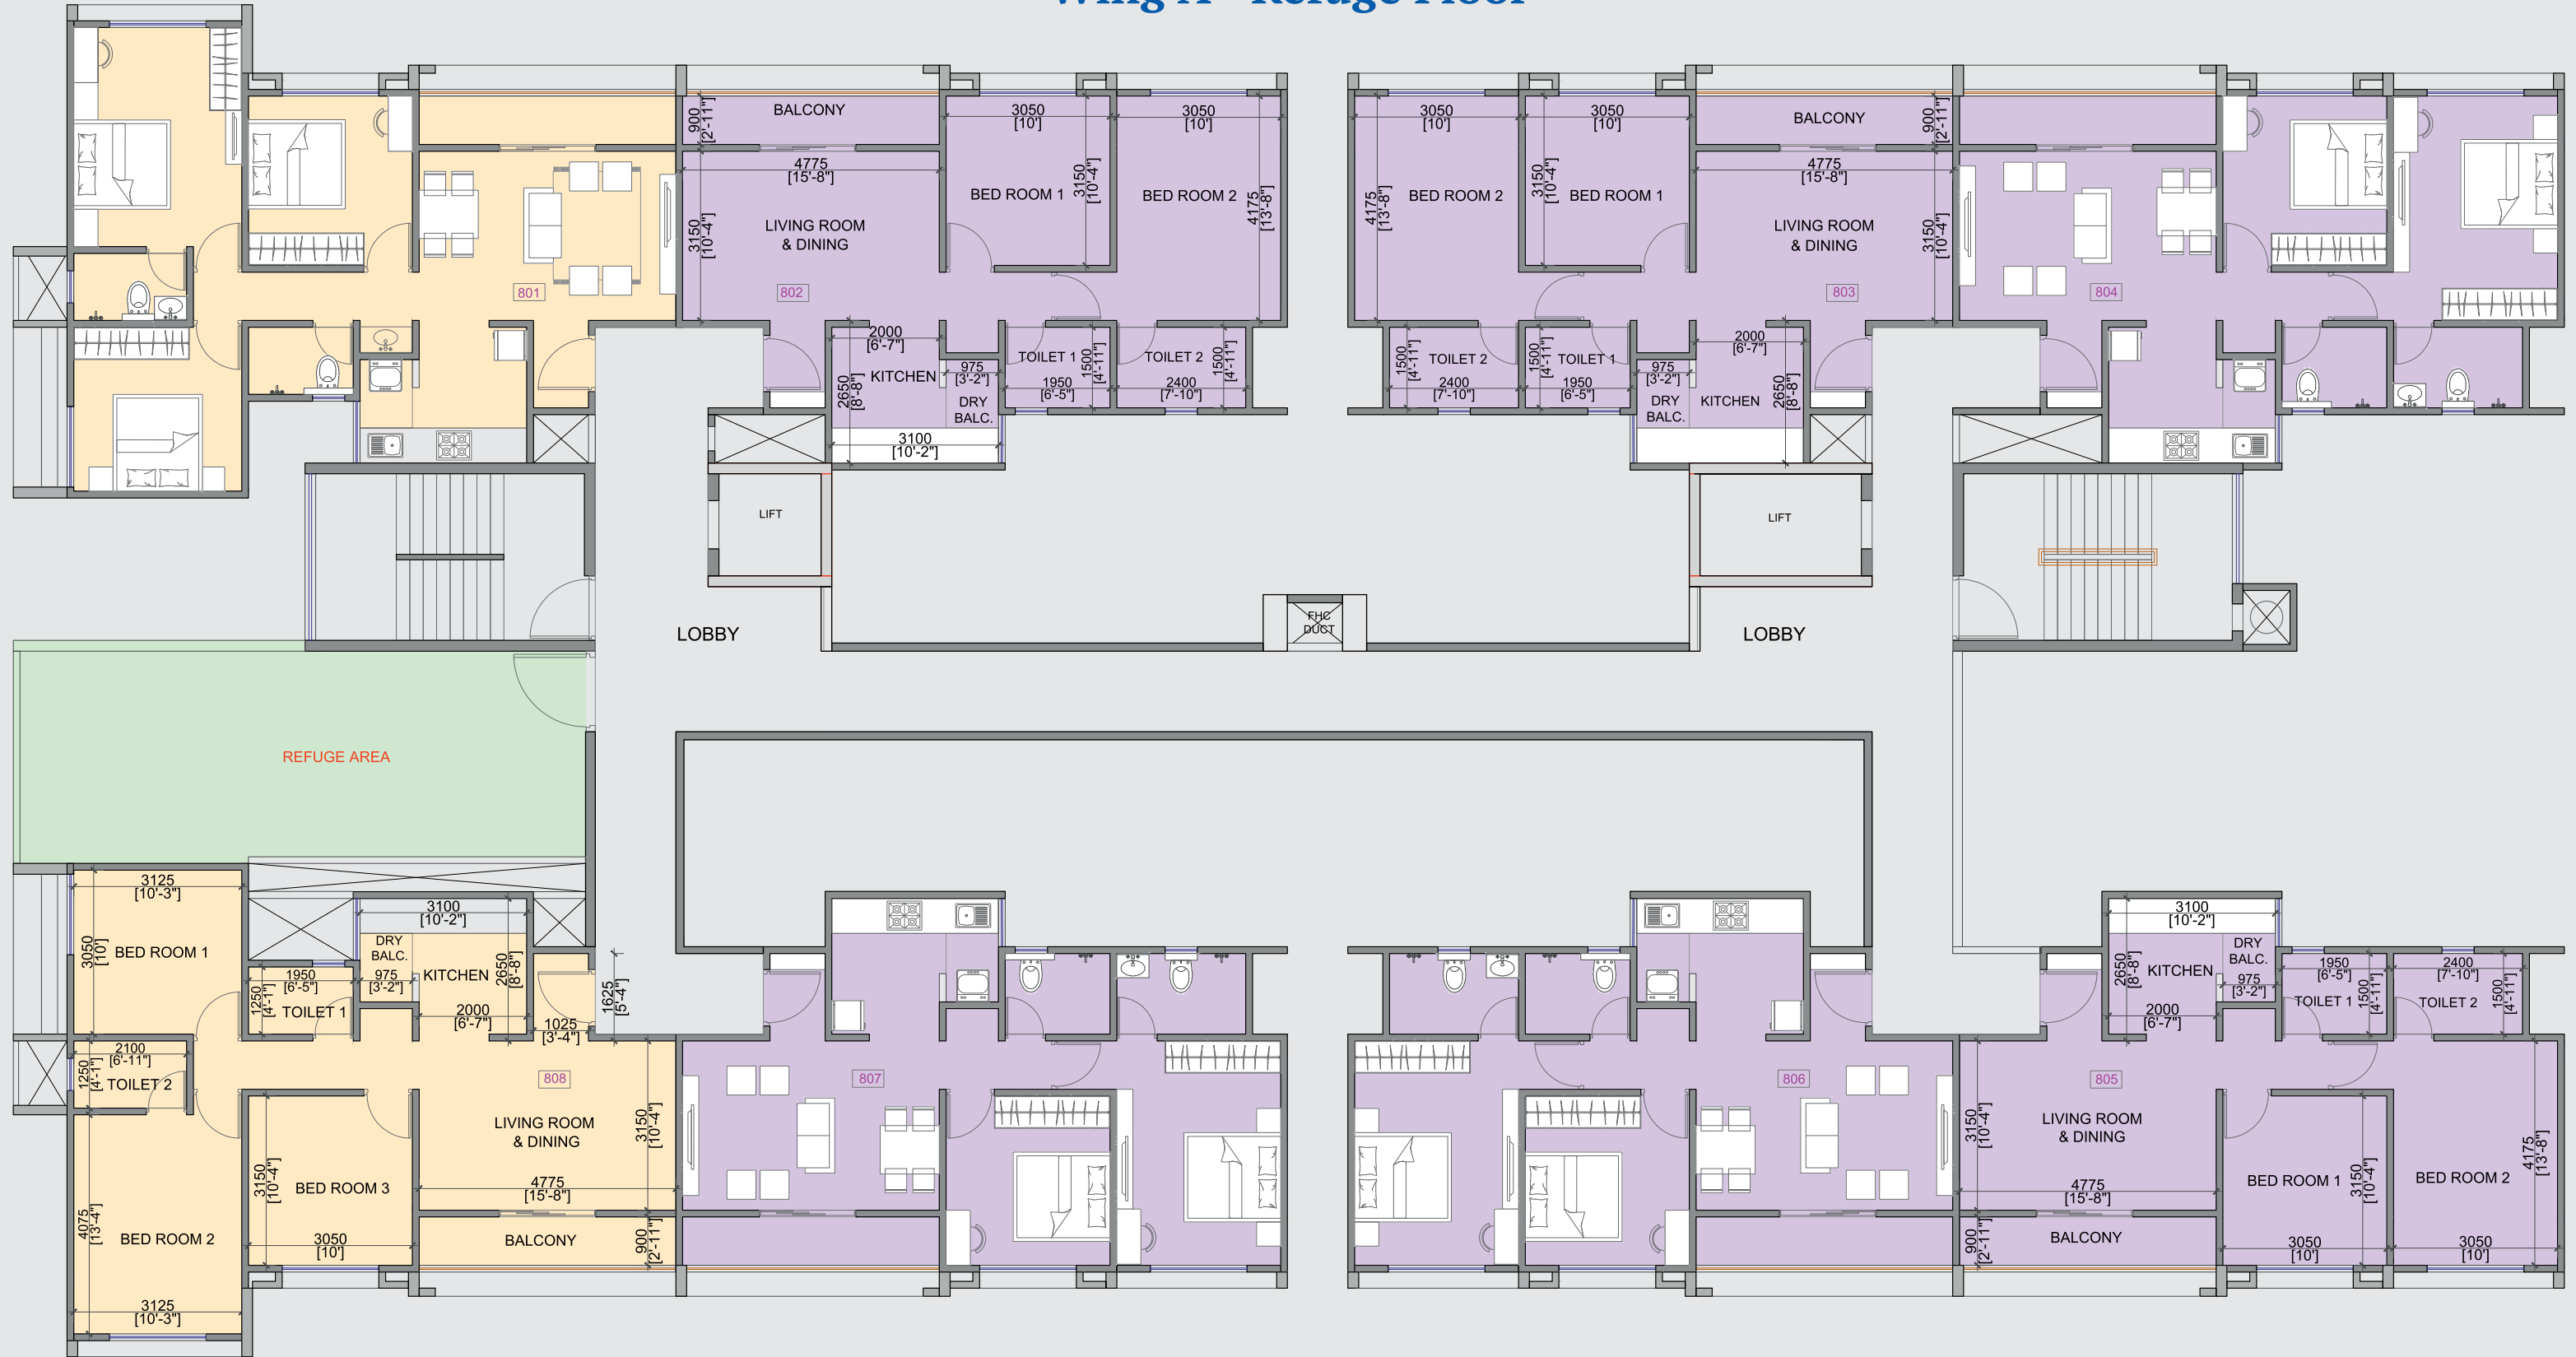 Wing A - Refuge Floor
801
BALCONY
900
[2'-11"]
4775
[15'-8"]
3150
[10'-4"]
LIVING ROOM
& DINING
802
3050
[10']
3150
[10'-4"]
BED ROOM 1
3050
[10']
BED ROOM 2
4175
[13'-8"]
2000
[6'-7"]
KITCHEN
2650
[8'-8"]
975
[3'-2"]
DRY
BALC.
3100
[10'-2"]
TOILET 1
1500
[4'-11"]
1950
[6'-5"]
TOILET 2
1500
[4'-11"]
2400
[7'-10"]
3050
[10']
4175
[13'-8"]
BED ROOM 2
3050
[10']
3150
[10'-4"]
BED ROOM 1
BALCONY
900
[2'-11"]
4775
[15'-8"]
LIVING ROOM
& DINING
3150
[10'-4"]
803
TOILET 2
1500
[4'-11"]
2400
[7'-10"]
TOILET 1
1500
[4'-11"]
1950
[6'-5"]
2000
[6'-7"]
975
[3'-2"]
DRY
BALC.
KITCHEN
2650
[8'-8"]
804
LIFT
LIFT
FHC
DUCT
LOBBY
LOBBY
REFUGE AREA
3125
[10'-3"]
BED ROOM 1
3050
[10']
3100
[10'-2"]
DRY
BALC.
975
[3'-2"]
KITCHEN
2650
[8'-8"]
2000
[6'-7"]
1950
[6'-5"]
1250
[4'-1"]
TOILET 1
1625
[5'-4"]
1025
[3'-4"]
2100
[6'-11"]
1250
[4'-1"]
TOILET 2
808
LIVING ROOM
& DINING
3150
[10'-4"]
4775
[15'-8"]
3150
[10'-4"]
BED ROOM 3
3050
[10']
4075
[13'-4"]
BED ROOM 2
3125
[10'-3"]
BALCONY
900
[2'-11"]
807
806
805
3100
[10'-2"]
2650
[8'-8"]
KITCHEN
2000
[6'-7"]
DRY
BALC.
975
[3'-2"]
1950
[6'-5"]
TOILET 1
1500
[4'-11"]
2400
[7'-10"]
TOILET 2
1500
[4'-11"]
3150
[10'-4"]
LIVING ROOM
& DINING
4775
[15'-8"]
900
[2'-11"]
BALCONY
BED ROOM 1
3150
[10'-4"]
3050
[10']
BED ROOM 2
4175
[13'-8"]
3050
[10']